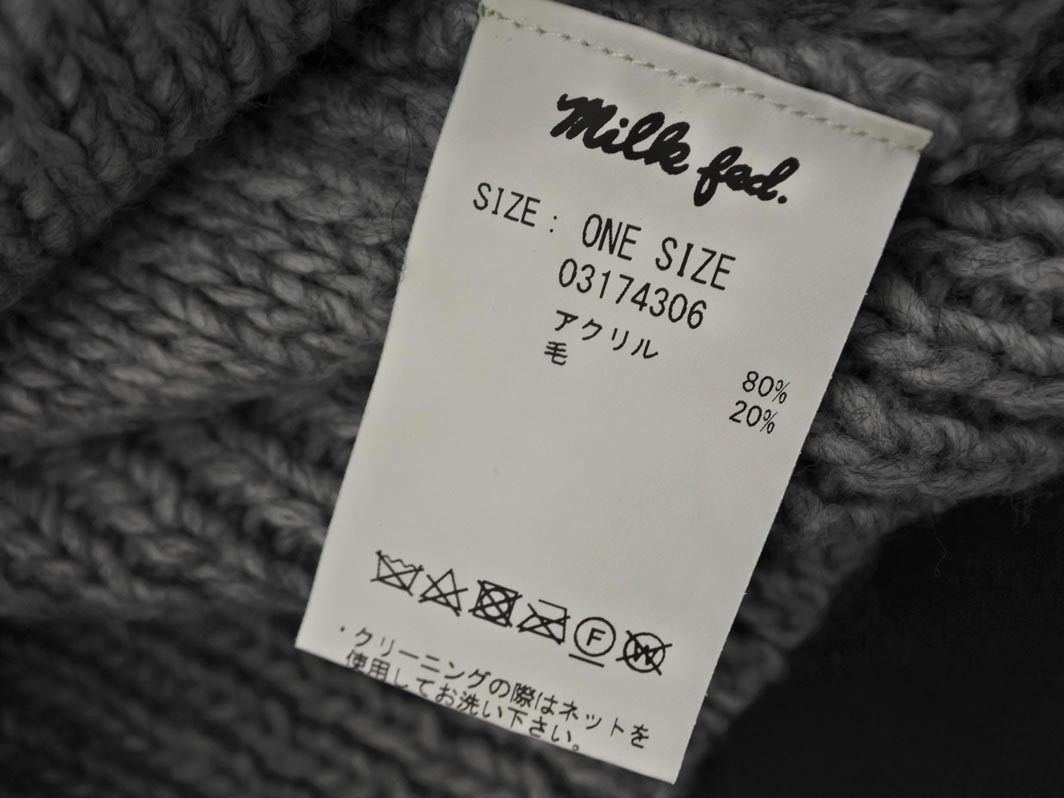 Milk fed.
SIZE: ONE SIZE
03174306
アクリル 80%
毛 20%
F W
・クリーニングの際はネットを
使用してお洗い下さい。